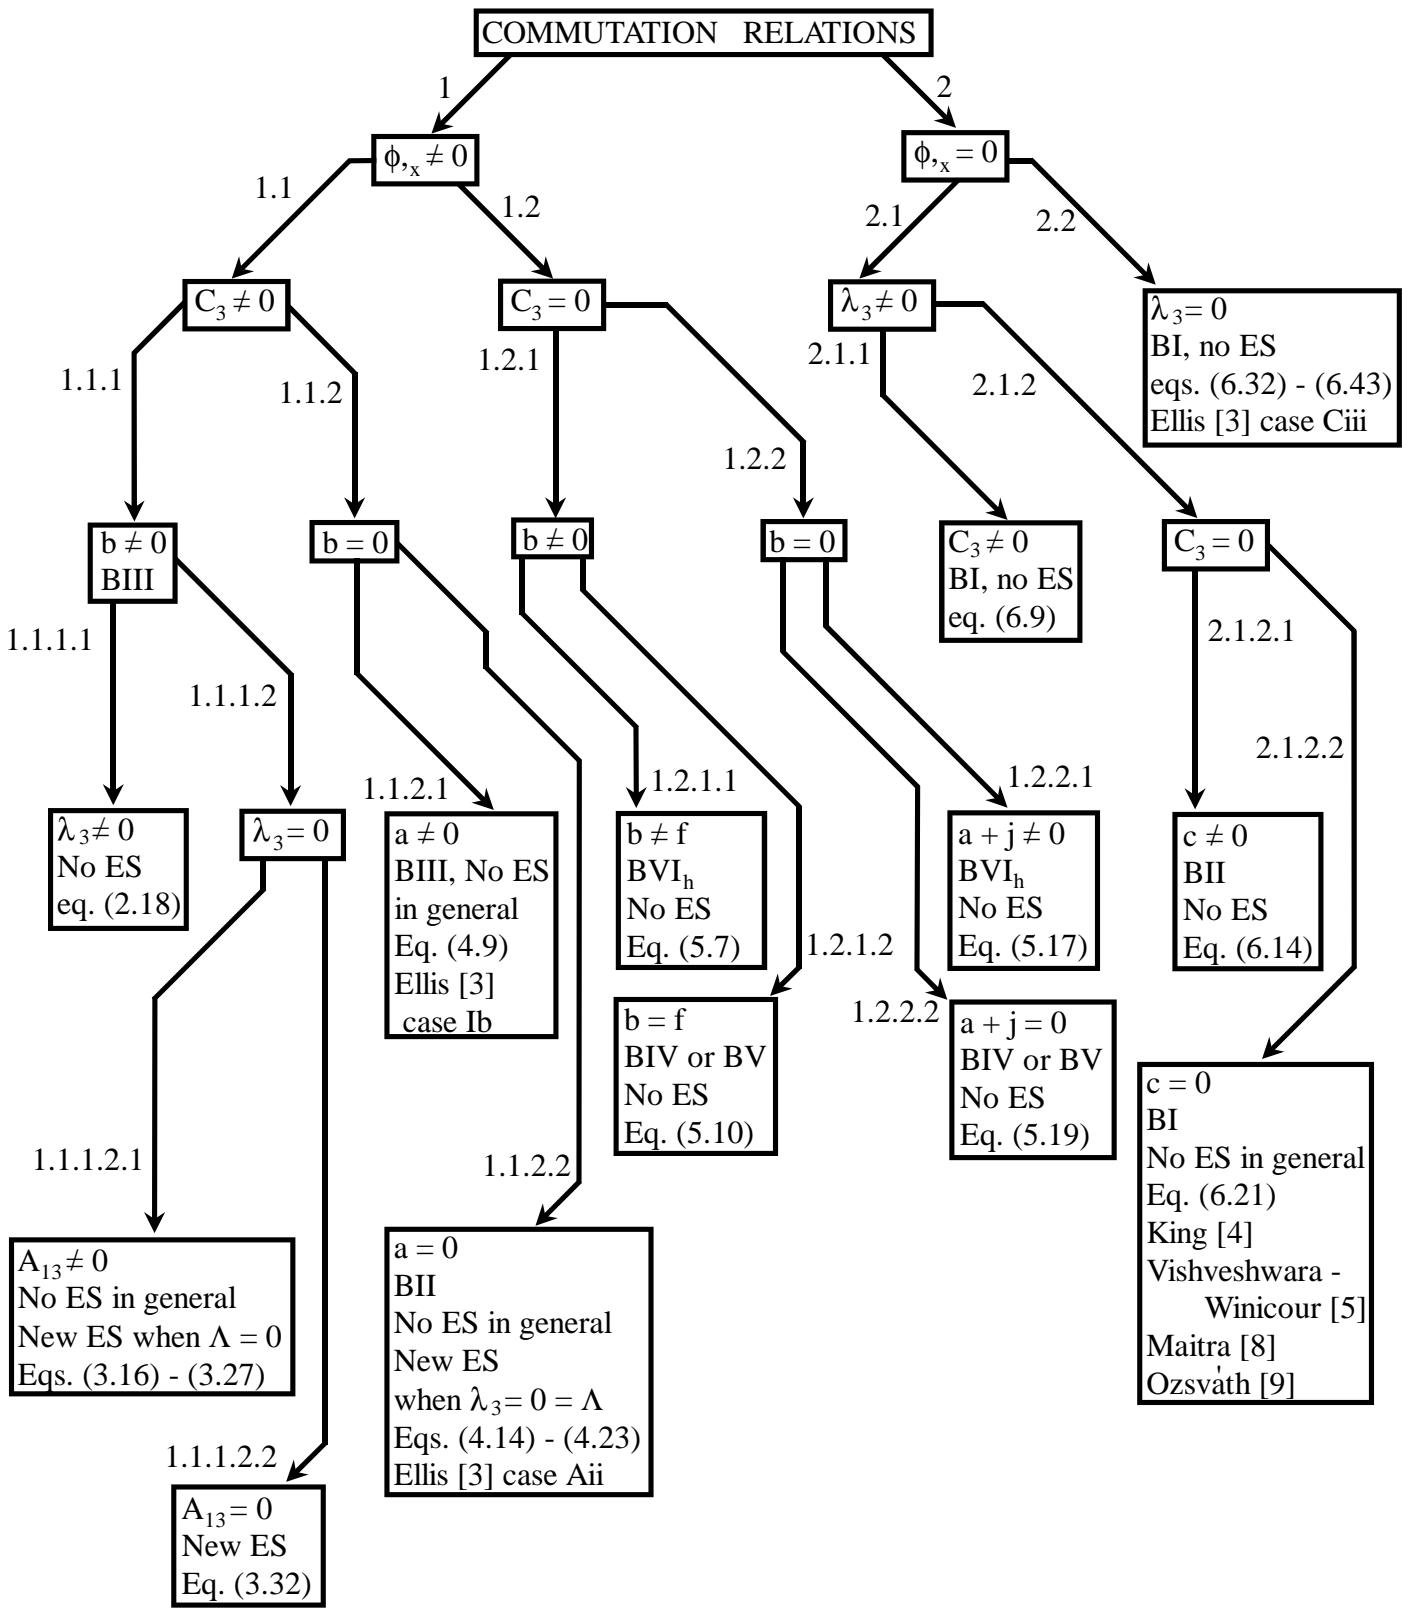 COMMUTATION RELATIONS
1
2
ϕ,ₓ ≠ 0
ϕ,ₓ = 0
1.1
1.2
2.1
2.2
C₃ ≠ 0
C₃ = 0
λ₃ ≠ 0
λ₃ = 0
BI, no ES
eqs. (6.32) - (6.43)
Ellis [3] case Ciii
1.1.1
1.1.2
1.2.1
1.2.2
2.1.1
2.1.2
b ≠ 0
BIII
b = 0
b ≠ 0
b = 0
C₃ ≠ 0
BI, no ES
eq. (6.9)
C₃ = 0
1.1.1.1
1.1.1.2
1.1.2.1
1.2.1.1
1.2.2.1
2.1.2.1
2.1.2.2
λ₃ ≠ 0
No ES
eq. (2.18)
λ₃ = 0
a ≠ 0
BIII, No ES
in general
Eq. (4.9)
Ellis [3]
case Ib
b ≠ f
BVIₕ
No ES
Eq. (5.7)
a + j ≠ 0
BVIₕ
No ES
Eq. (5.17)
c ≠ 0
BII
No ES
Eq. (6.14)
1.2.1.2
1.2.2.2
b = f
BIV or BV
No ES
Eq. (5.10)
a + j = 0
BIV or BV
No ES
Eq. (5.19)
c = 0
BI
No ES in general
Eq. (6.21)
King [4]
Vishveshwara -
Winicour [5]
Maitra [8]
Ozsváth [9]
1.1.1.2.1
1.1.2.2
A₁₃ ≠ 0
No ES in general
New ES when Λ = 0
Eqs. (3.16) - (3.27)
a = 0
BII
No ES in general
New ES
when λ₃ = 0 = Λ
Eqs. (4.14) - (4.23)
Ellis [3] case Aii
1.1.1.2.2
A₁₃ = 0
New ES
Eq. (3.32)